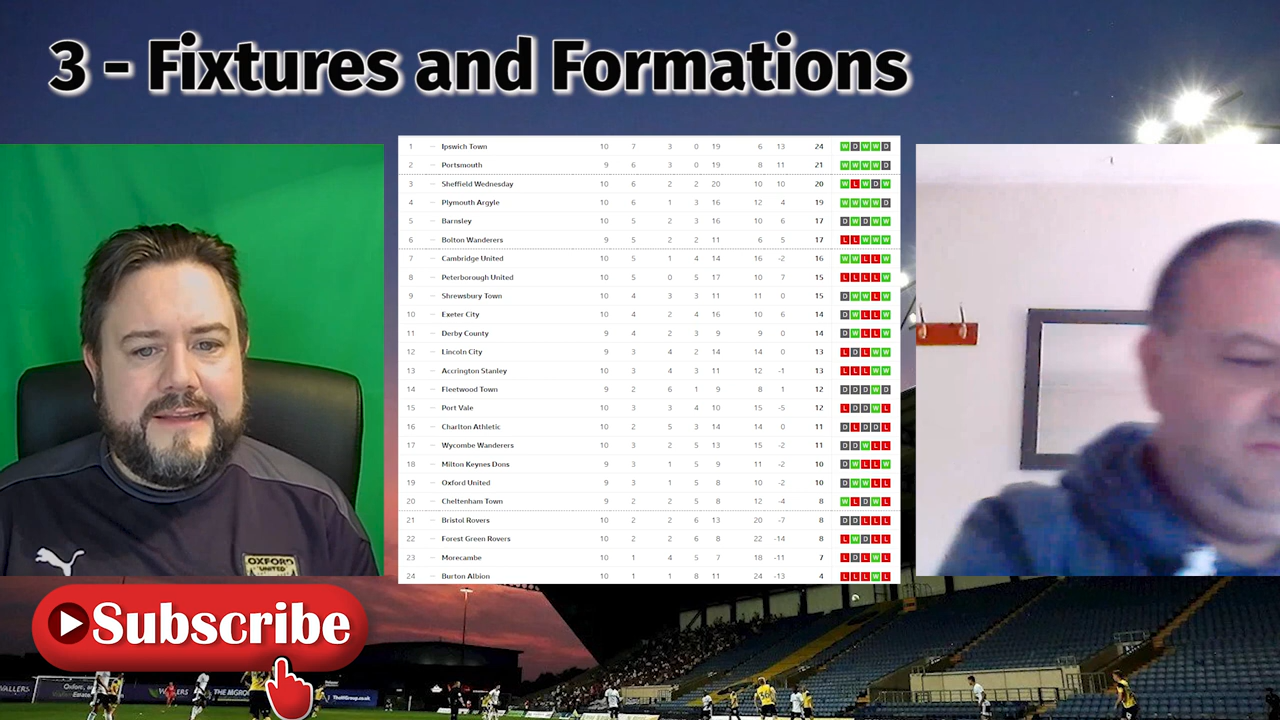 3 - Fixtures and Formations
1 Ipswich Town 10 7 3 0 19 6 13 24 W D W W D
2 Portsmouth 9 6 3 0 19 8 11 21 W W W W D
3 Sheffield Wednesday 10 6 2 2 20 10 10 20 W L W D W
4 Plymouth Argyle 10 6 1 3 16 12 4 19 W W W W D
5 Barnsley 10 5 2 3 16 10 6 17 D W D W W
6 Bolton Wanderers 9 5 2 2 11 6 5 17 L L W W W
7 Cambridge United 10 5 1 4 14 16 -2 16 W W L L W
8 Peterborough United 10 5 0 5 17 10 7 15 L L L L W
9 Shrewsbury Town 10 4 3 3 11 11 0 15 D W W L W
10 Exeter City 10 4 2 4 16 10 6 14 D W L L W
11 Derby County 9 4 2 3 9 9 0 14 D W L L W
12 Lincoln City 9 3 4 2 14 14 0 13 L D L W W
13 Accrington Stanley 10 3 4 3 11 12 -1 13 L L L W W
14 Fleetwood Town 9 2 6 1 9 8 1 12 D D D W D
15 Port Vale 10 3 3 4 10 15 -5 12 L D D W L
16 Charlton Athletic 10 2 5 3 14 14 0 11 D L D D L
17 Wycombe Wanderers 10 3 2 5 13 15 -2 11 D D W L L
18 Milton Keynes Dons 9 3 1 5 9 11 -2 10 D W L L W
19 Oxford United 9 3 1 5 8 10 -2 10 D W W L L
20 Cheltenham Town 9 2 2 5 8 12 -4 8 W L D W L
21 Bristol Rovers 10 2 2 6 13 20 -7 8 D D L L L
22 Forest Green Rovers 10 2 2 6 8 22 -14 8 L W D L L
23 Morecambe 10 1 4 5 7 18 -11 7 L D L W L
24 Burton Albion 10 1 1 8 11 24 -13 4 L L L W L
OXFORD
UNITED
Subscribe